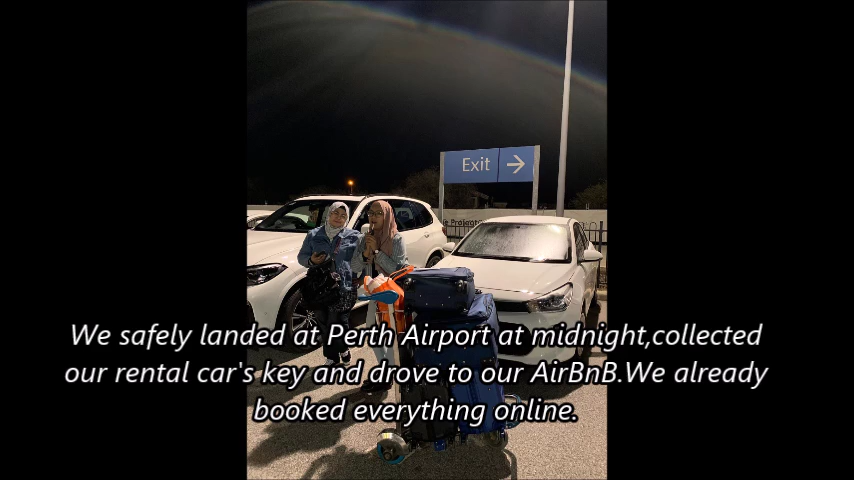 Exit →
We safely landed at Perth Airport at midnight,collected
our rental car's key and drove to our AirBnB.We already
booked everything online.